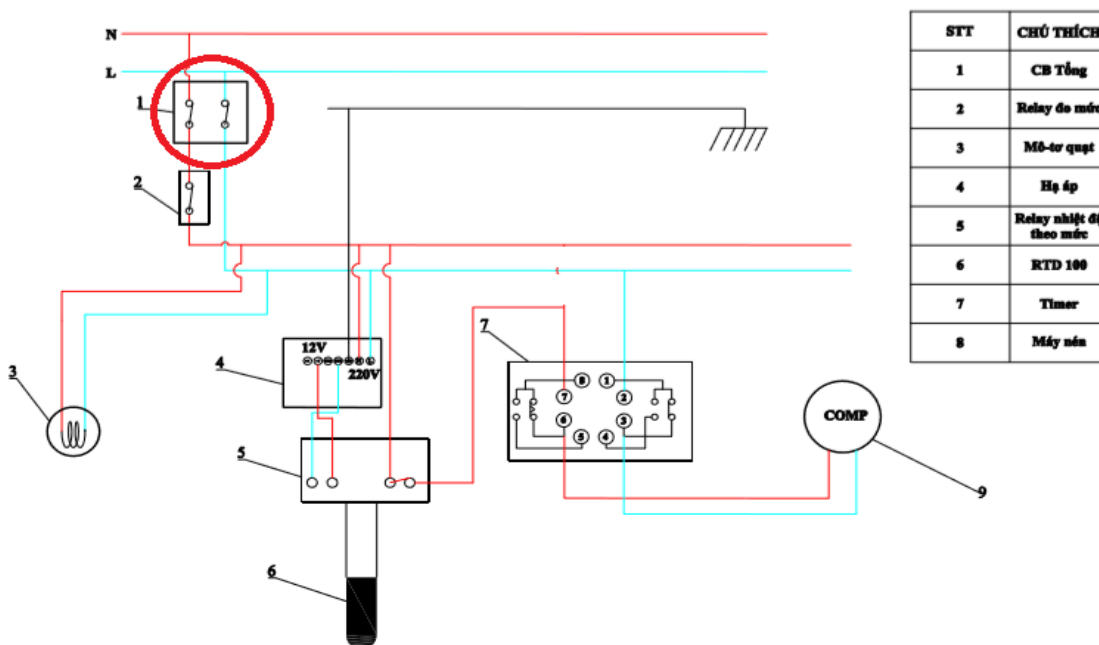 N
L
1
2
3
4
12V
220V
5
6
7
8
1
7
2
6
3
5
4
COMP
9
STT CHÚ THÍCH
1 CB Tổng
2 Relay đo mức
3 Mô-tơ quạt
4 Hạ áp
5 Relay nhiệt độ
theo mức
6 RTD 100
7 Timer
8 Máy nén